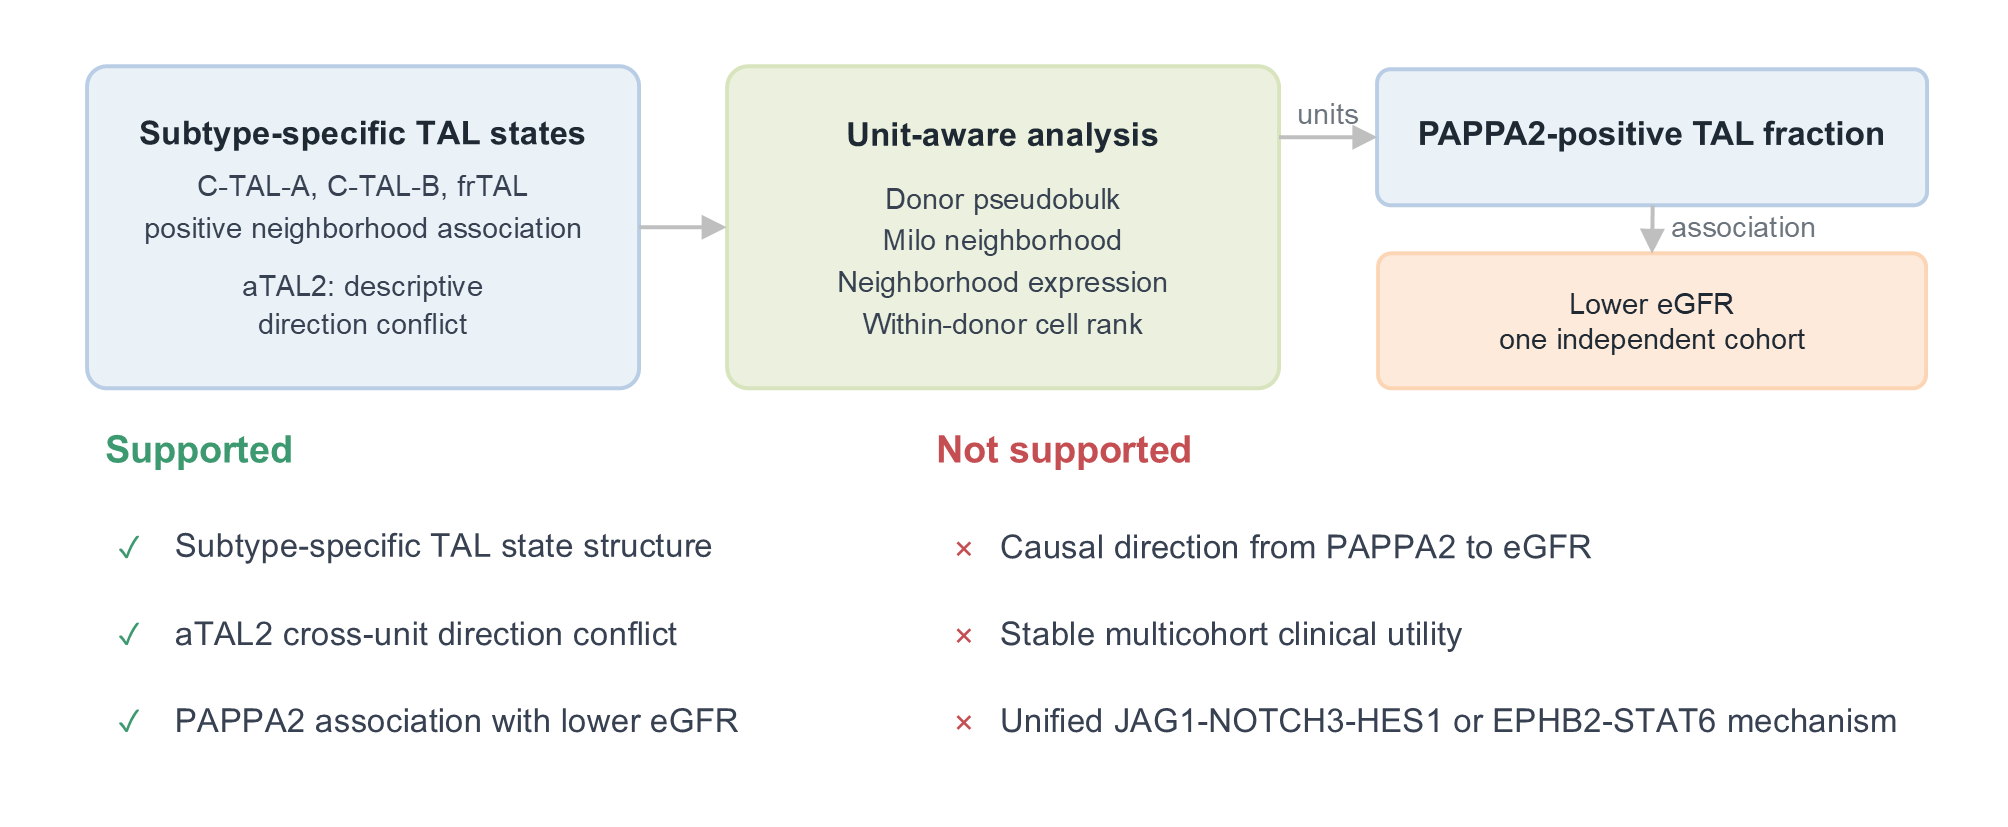 Subtype-specific TAL states
C-TAL-A, C-TAL-B, frTAL
positive neighborhood association
aTAL2: descriptive
direction conflict
Unit-aware analysis
Donor pseudobulk
Milo neighborhood
Neighborhood expression
Within-donor cell rank
units
PAPPA2-positive TAL fraction
association
Lower eGFR
one independent cohort
Supported
✓ Subtype-specific TAL state structure
✓ aTAL2 cross-unit direction conflict
✓ PAPPA2 association with lower eGFR
Not supported
× Causal direction from PAPPA2 to eGFR
× Stable multicohort clinical utility
× Unified JAG1-NOTCH3-HES1 or EPHB2-STAT6 mechanism